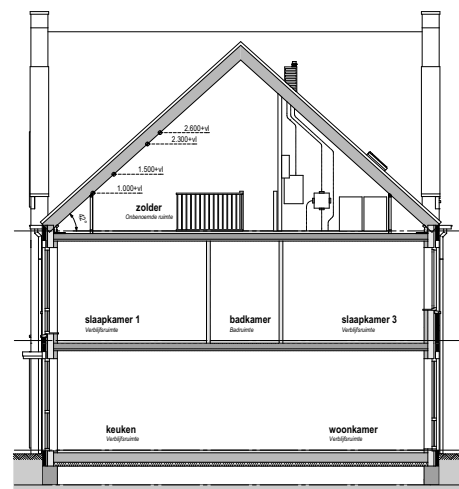 2.600+vl
2.300+vl
1.500+vl
1.000+vl
zolder
Onbenoemde ruimte
slaapkamer 1
Verblijfsruimte
badkamer
Badruimte
slaapkamer 3
Verblijfsruimte
keuken
Verblijfsruimte
woonkamer
Verblijfsruimte